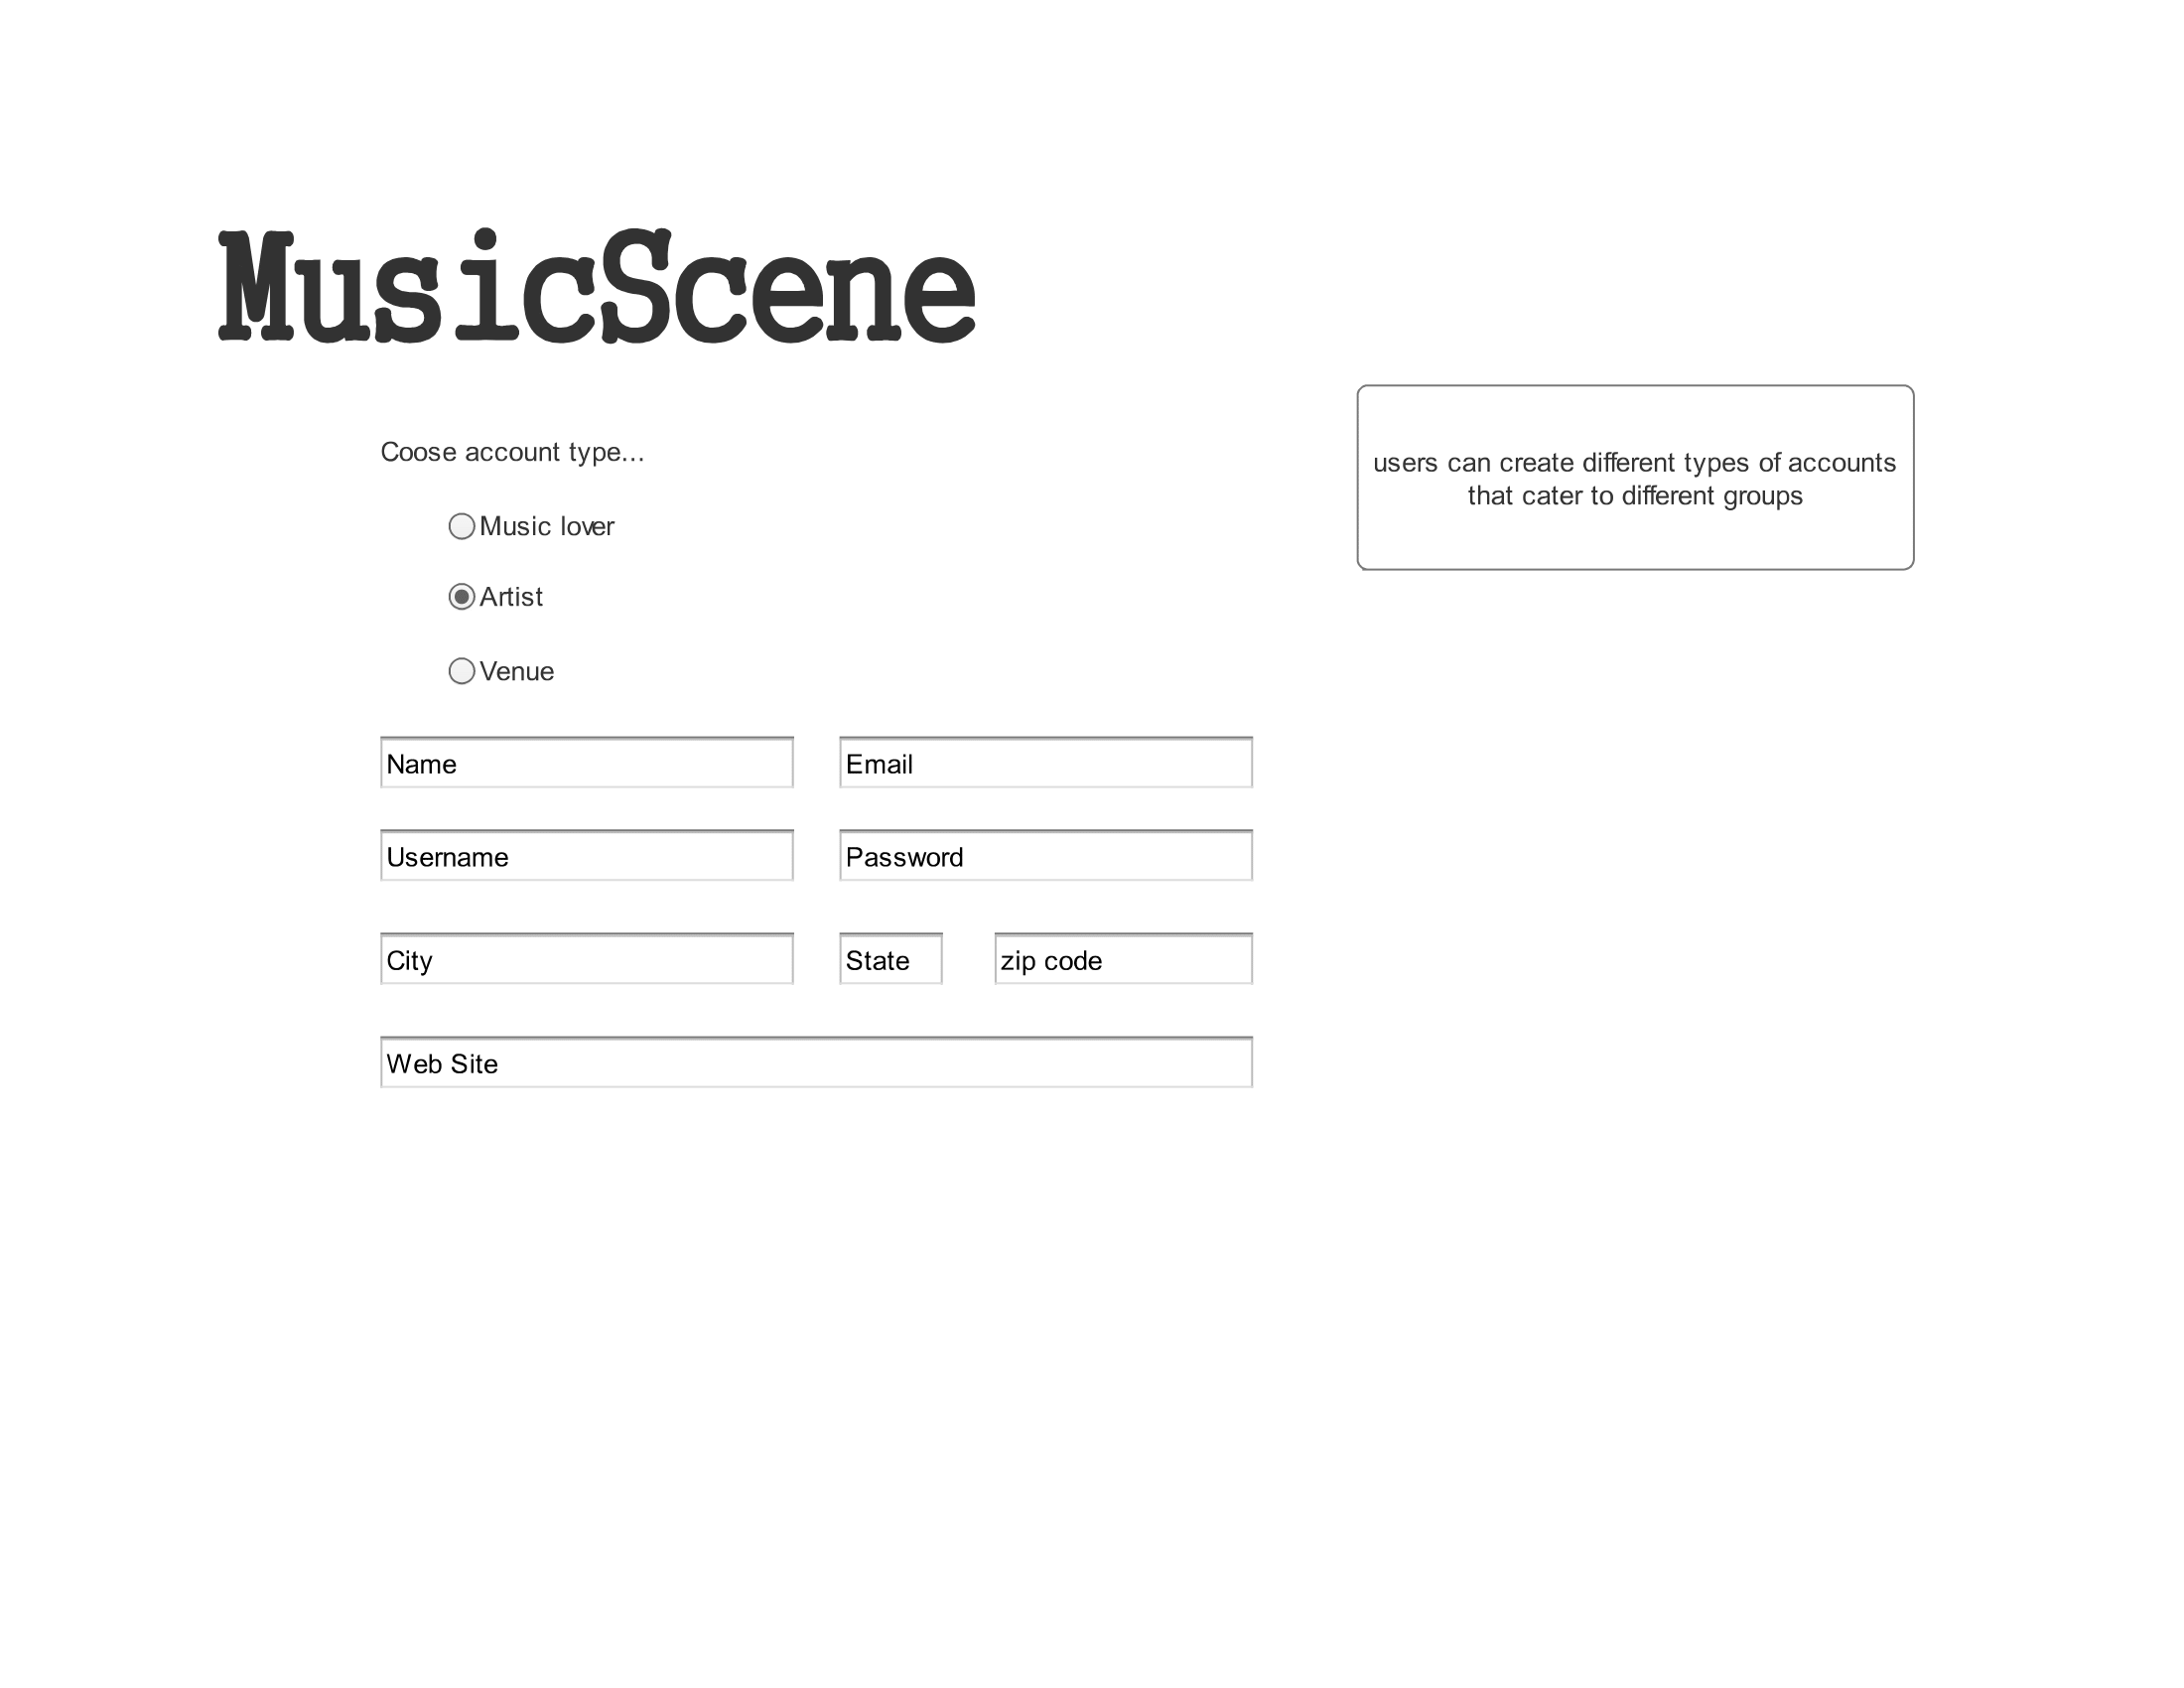 MusicScene
Coose account type...
users can create different types of accounts
that cater to different groups
Music lover
Artist
Venue
Name
Email
Username
Password
City
State
zip code
Web Site